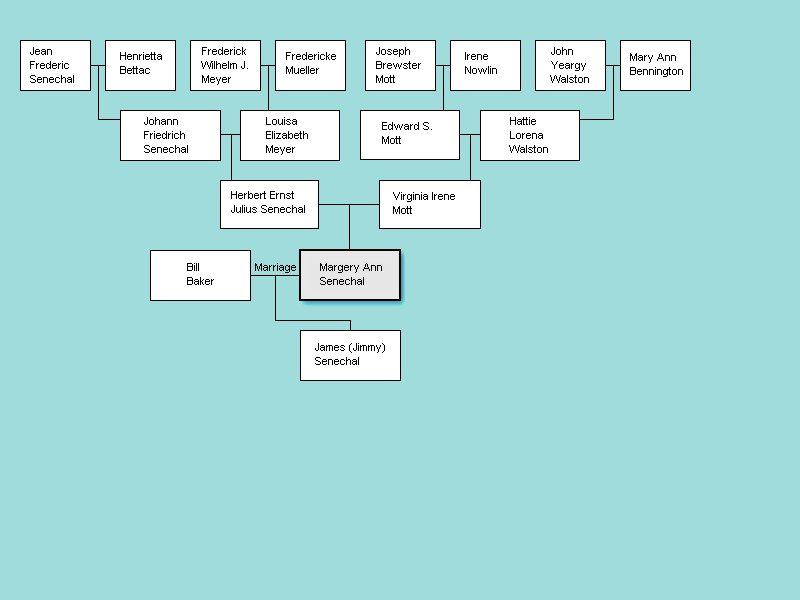 Jean
Frederic
Senechal
Henrietta
Bettac
Frederick
Wilhelm J.
Meyer
Fredericke
Mueller
Joseph
Brewster
Mott
Irene
Nowlin
John
Yeargy
Walston
Mary Ann
Bennington
Johann
Friedrich
Senechal
Louisa
Elizabeth
Meyer
Edward S.
Mott
Hattie
Lorena
Walston
Herbert Ernst
Julius Senechal
Virginia Irene
Mott
Bill
Baker
Marriage
Margery Ann
Senechal
James (Jimmy)
Senechal